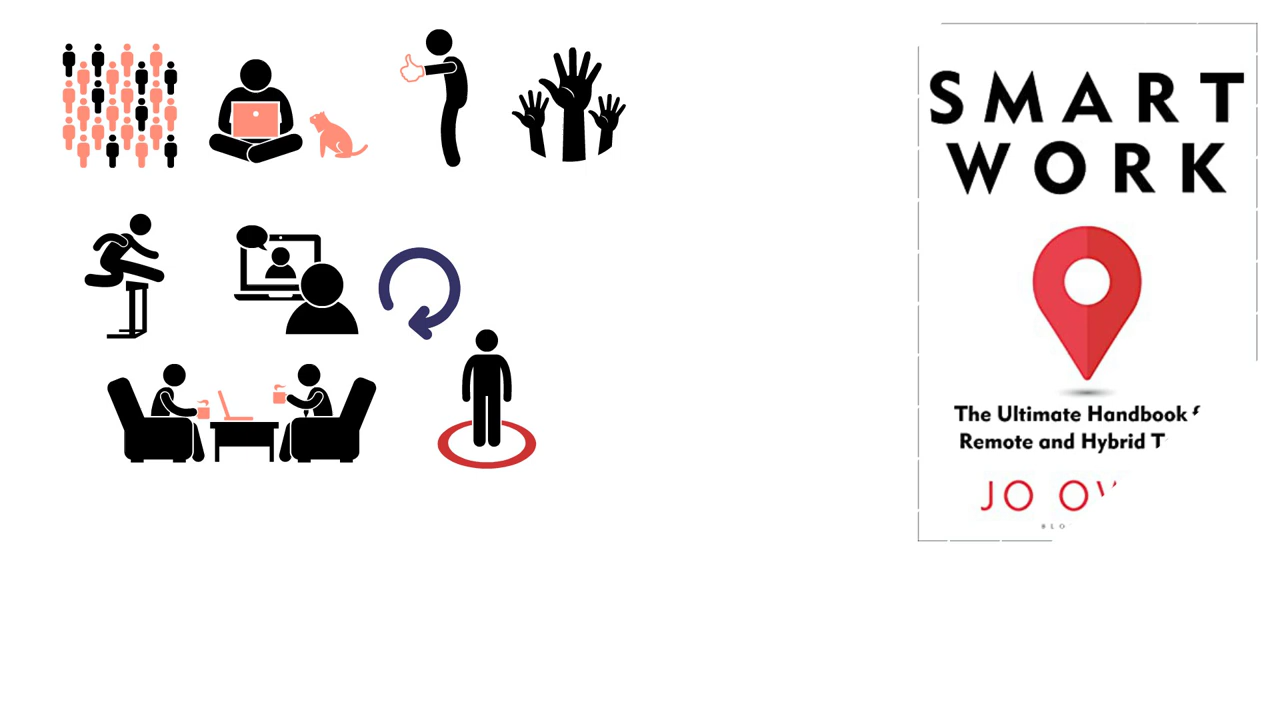 SMART
WORK
The Ultimate Handbook
Remote and Hybrid T
JO O